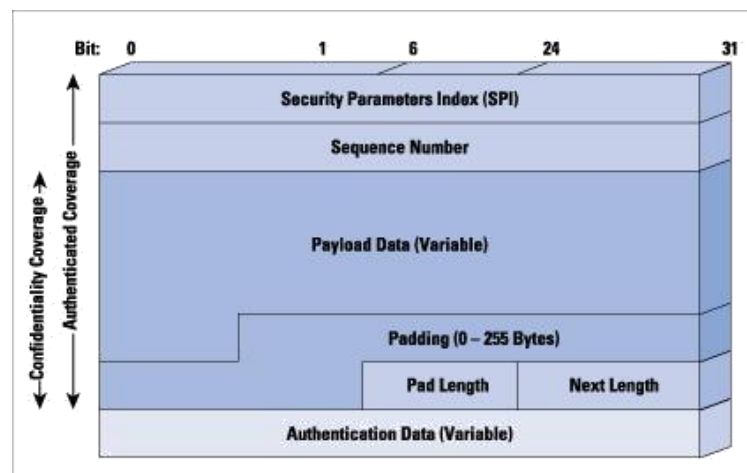 Bit: 0 1 6 24 31
Security Parameters Index (SPI)
Sequence Number
Payload Data (Variable)
Padding (0 – 255 Bytes)
Pad Length Next Length
Authentication Data (Variable)
Confidentiality Coverage
Authenticated Coverage